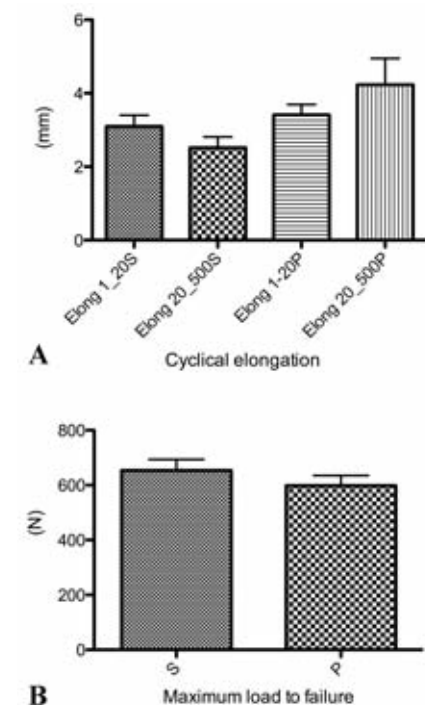 6
4
2
0
(mm)
Elong 1_20S
Elong 20_500S
Elong 1-20P
Elong 20_500P
A
Cyclical elongation
800
600
400
200
0
(N)
S
P
B
Maximum load to failure